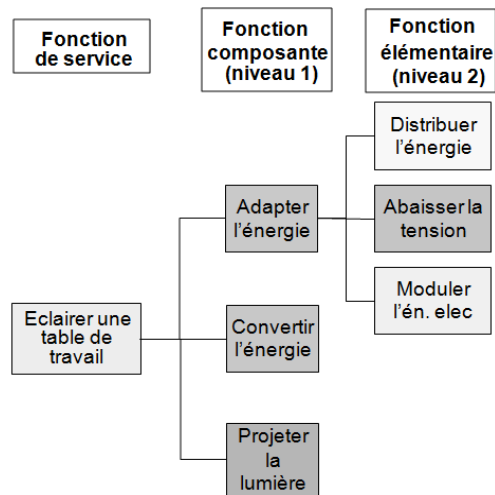 Fonction
de service
Fonction
composante
(niveau 1)
Fonction
élémentaire
(niveau 2)
Distribuer
l'énergie
Adapter
l'énergie
Abaisser la
tension
Moduler
l'én. elec
Eclairer une
table de
travail
Convertir
l'énergie
Projeter
la
lumière